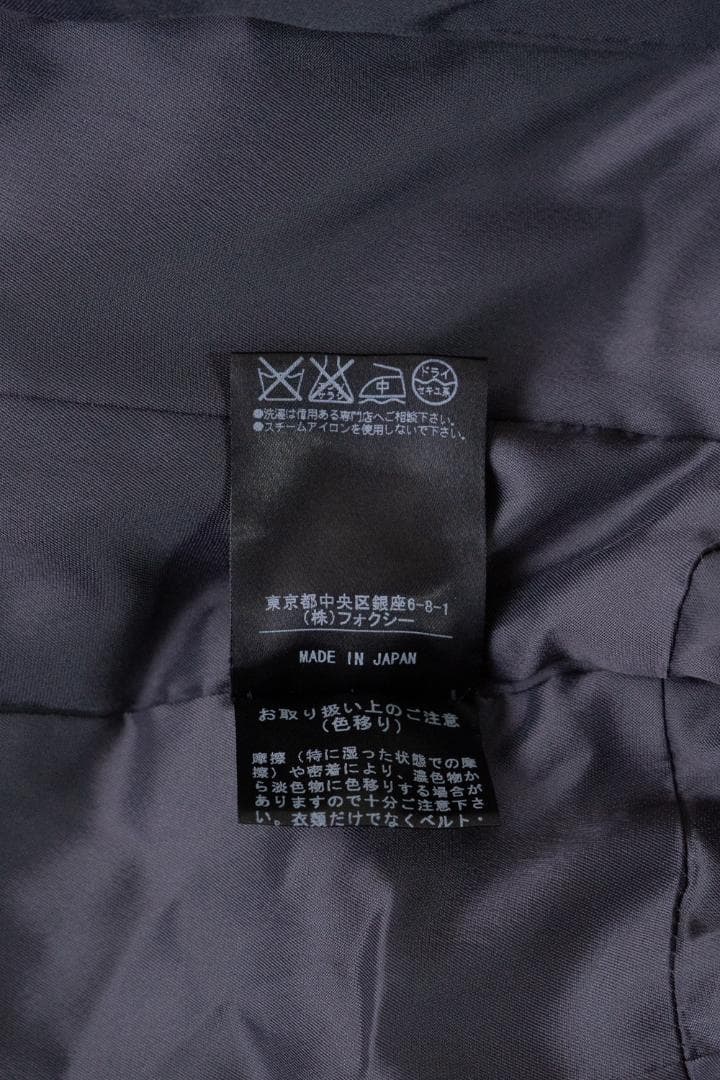 エンソ
サラシ
中
ドライ
セキユ系
●洗濯は信用ある専門店へご相談下さい。
●スチームアイロンを使用しないで下さい。
東京都中央区銀座6-8-1
(株)フォクシー
MADE IN JAPAN
お取り扱い上のご注意
(色移り)
摩擦(特に湿った状態での摩
擦)や密着により、濃色物か
ら淡色物に色移りする場合が
ありますので十分ご注意下さ
い。衣類だけでなくベルト・